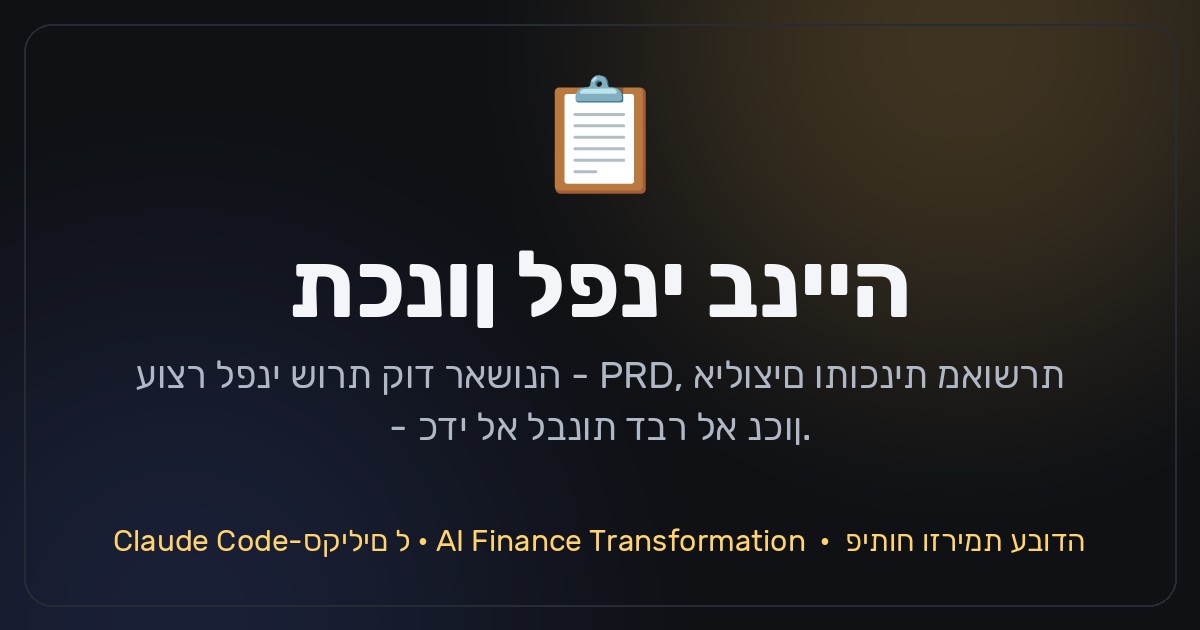 תכנון לפני בנייה
עוצר לפני שורת קוד ראשונה - PRD, אילוצים ותוכנית מאושרת
- כדי לא לבנות דבר לא נכון.
Claude Code-סקילים ל • AI Finance Transformation • פיתוח וזרימת עבודה